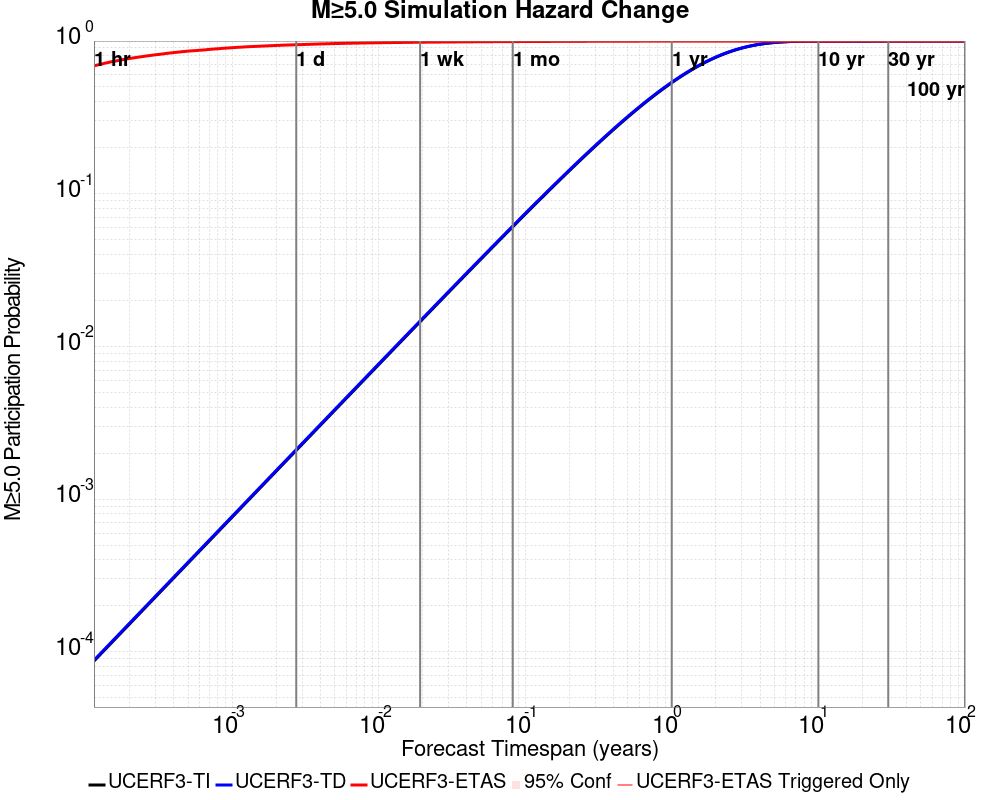 M≥5.0 Simulation Hazard Change
M≥5.0 Participation Probability
10^0
10^-1
10^-2
10^-3
10^-4
1 hr
1 d
1 wk
1 mo
1 yr
10 yr
30 yr
100 yr
10^-3
10^-2
10^-1
10^0
10^1
10^2
Forecast Timespan (years)
UCERF3-TI UCERF3-TD UCERF3-ETAS 95% Conf UCERF3-ETAS Triggered Only